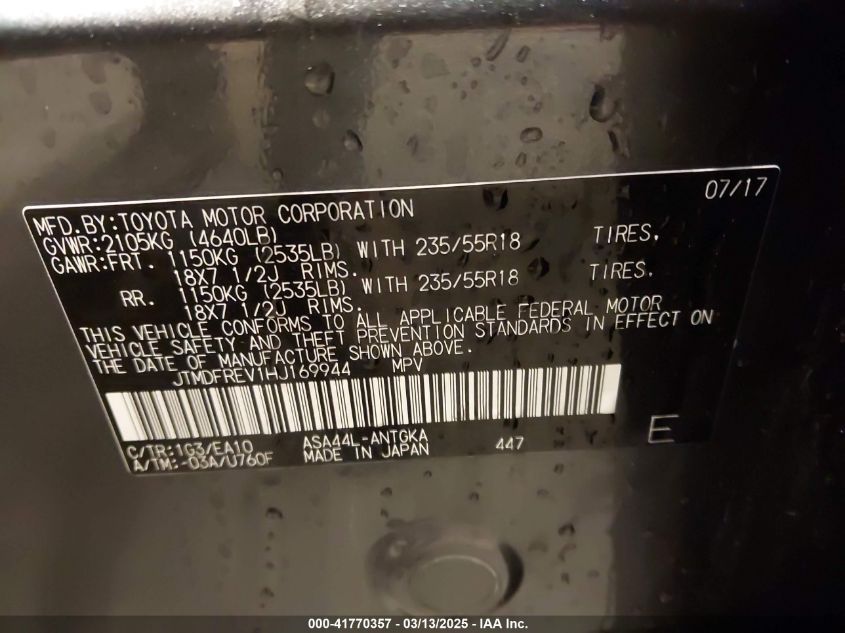 07/17
MFD.BY:TOYOTA MOTOR CORPORATION
GVWR:2105KG (4640LB)
GAWR:FRT. 1150KG (2535LB) WITH 235/55R18 TIRES,
18X7 1/2J RIMS.
RR. 1150KG (2535LB) WITH 235/55R18 TIRES,
18X7 1/2J RIMS.
THIS VEHICLE CONFORMS TO ALL APPLICABLE FEDERAL MOTOR
VEHICLE SAFETY AND THEFT PREVENTION STANDARDS IN EFFECT ON
THE DATE OF MANUFACTURE SHOWN ABOVE.
JTMDFREV1HJ169944 MPV
C/TR:1G3/EA10 ASA44L-ANTGKA 447 E
A/TM:-03A/U760F MADE IN JAPAN
000-41770357 - 03/13/2025 - IAA Inc.